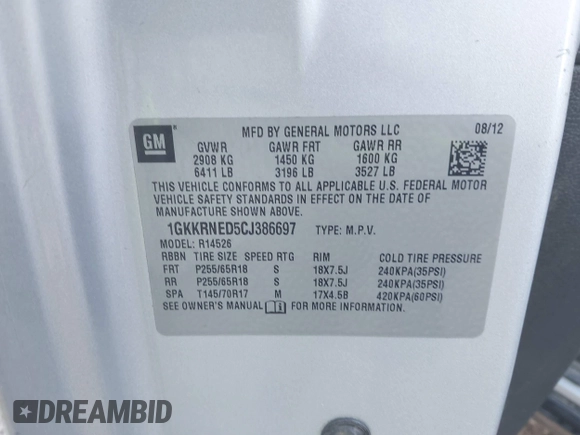 GM
MFD BY GENERAL MOTORS LLC 08/12
GVWR GAWR FRT GAWR RR
2908 KG 1450 KG 1600 KG
6411 LB 3196 LB 3527 LB
THIS VEHICLE CONFORMS TO ALL APPLICABLE U.S. FEDERAL MOTOR
VEHICLE SAFETY STANDARDS IN EFFECT ON THE DATE OF
MANUFACTURE SHOWN ABOVE.
1GKKRNED5CJ386697 TYPE: M.P.V.
MODEL: R14526
RBBN TIRE SIZE SPEED RTG RIM COLD TIRE PRESSURE
FRT P255/65R18 S 18X7.5J 240KPA(35PSI)
RR P255/65R18 S 18X7.5J 240KPA(35PSI)
SPA T145/70R17 M 17X4.5B 420KPA(60PSI)
SEE OWNER'S MANUAL FOR MORE INFORMATION.
DREAMBID